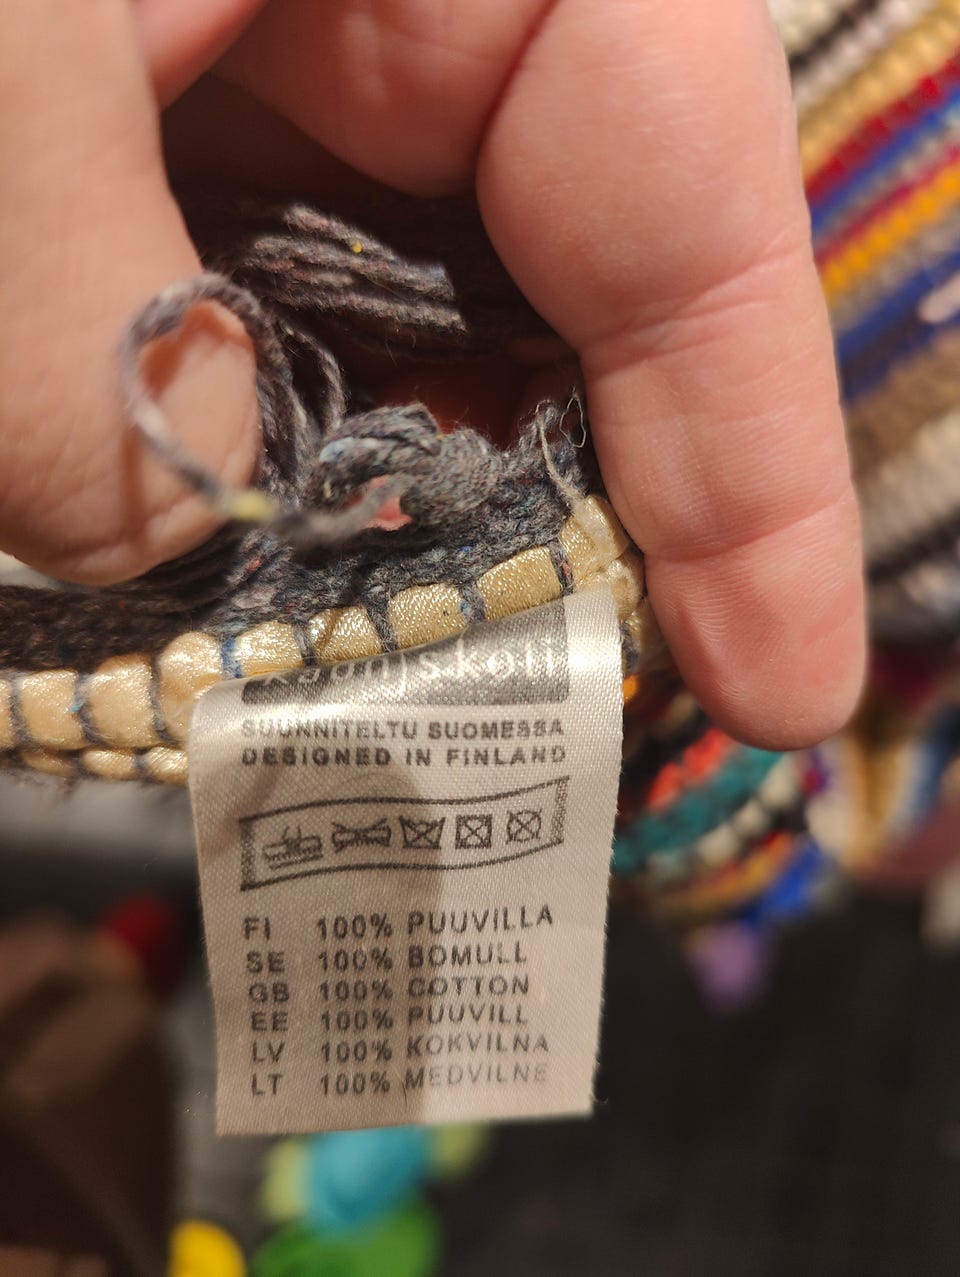 SUUNNITELTU SUOMESSA
DESIGNED IN FINLAND
FI 100% PUUVILLA
SE 100% BOMULL
GB 100% COTTON
EE 100% PUUVILL
LV 100% KOKVILNA
LT 100% MEDVILNE